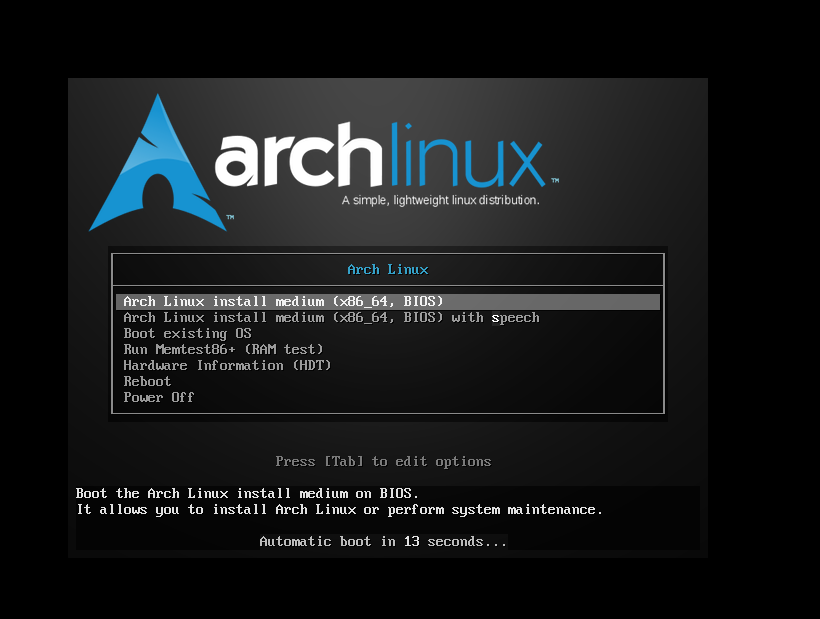 archlinux™
A simple, lightweight linux distribution.
™
Arch Linux
Arch Linux install medium (x86_64, BIOS)
Arch Linux install medium (x86_64, BIOS) with speech
Boot existing OS
Run Memtest86+ (RAM test)
Hardware Information (HDT)
Reboot
Power Off
Press [Tab] to edit options
Boot the Arch Linux install medium on BIOS.
It allows you to install Arch Linux or perform system maintenance.
Automatic boot in 13 seconds...